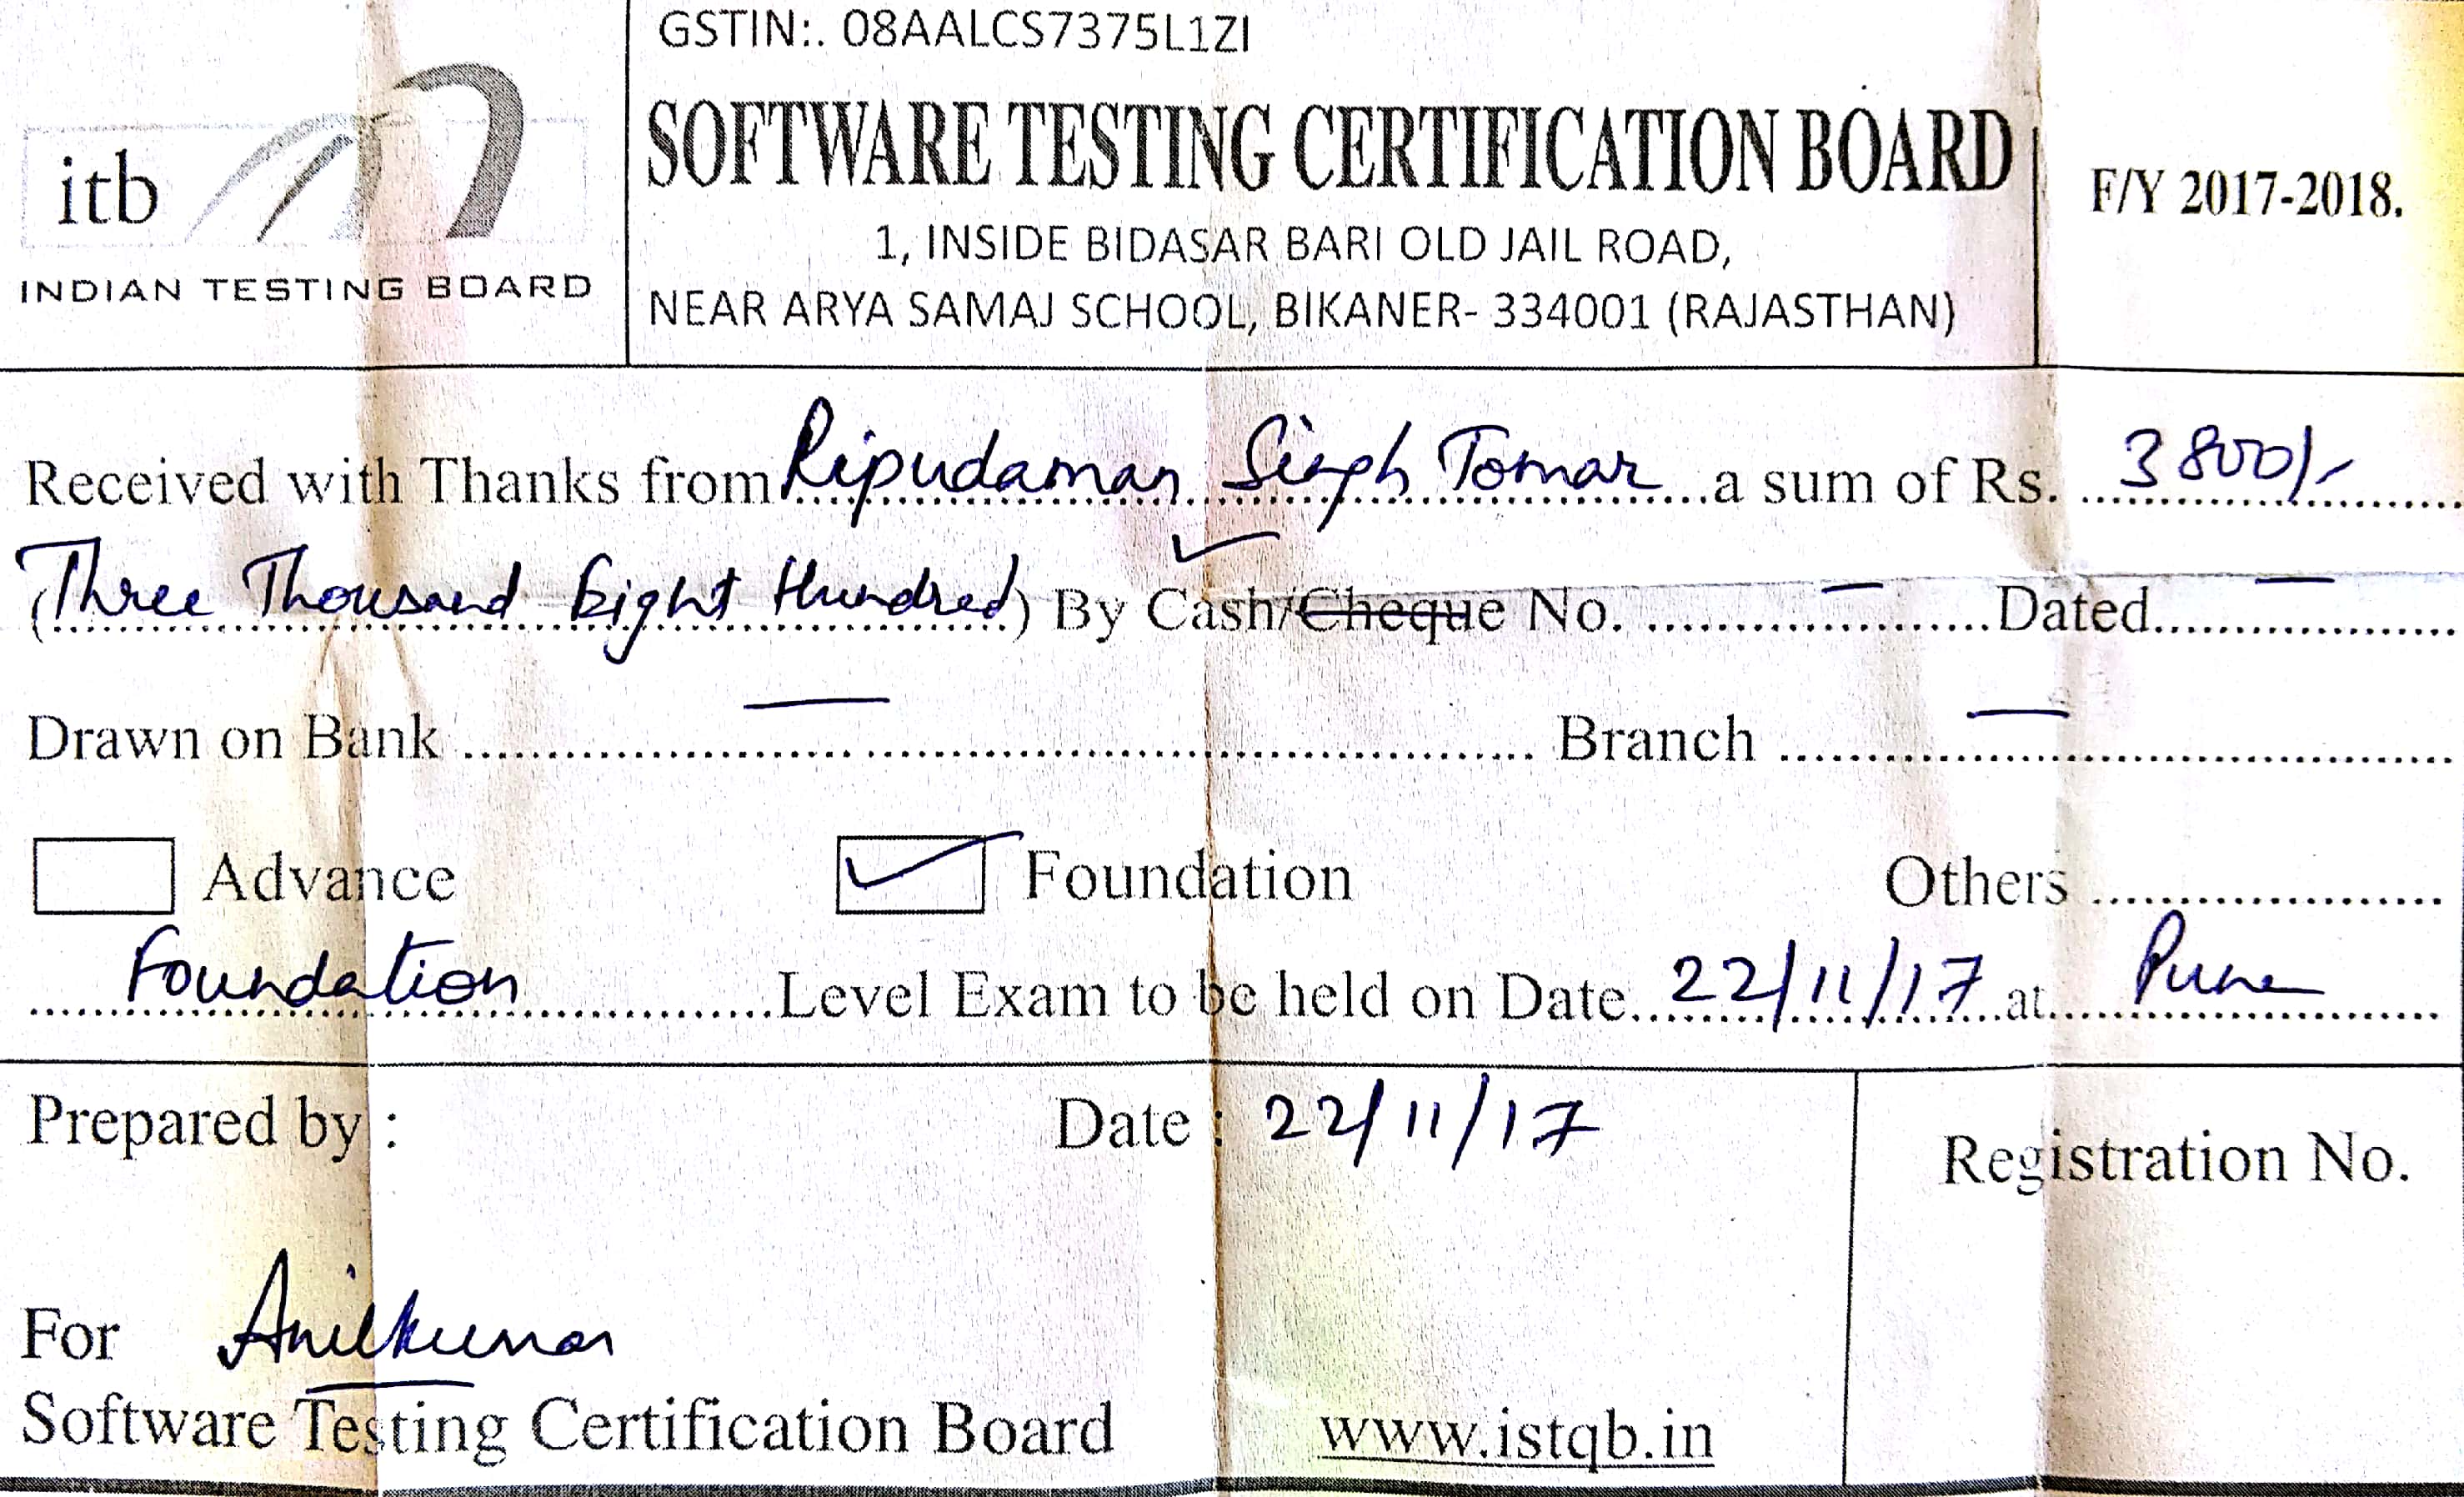 GSTIN:. 08AALCS7375L1ZI
itb
INDIAN TESTING BOARD
SOFTWARE TESTING CERTIFICATION BOARD
1, INSIDE BIDASAR BARI OLD JAIL ROAD,
NEAR ARYA SAMAJ SCHOOL, BIKANER- 334001 (RAJASTHAN)
F/Y 2017-2018.
Received with Thanks from Ripudaman Singh Tomar a sum of Rs. 3800/-
(Three Thousand Eight Hundred) By Cash/Cheque No. — Dated —
Drawn on Bank — Branch —
Advance Foundation Others
Foundation Level Exam to be held on Date 22/11/17 at Pune
Prepared by : Date : 22/11/17
Registration No.
For Anilkumar
Software Testing Certification Board www.istqb.in